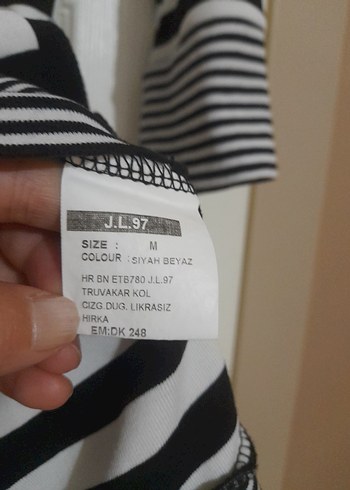 J.L.97
SIZE : M
COLOUR : SIYAH BEYAZ
HR BN ETB780 J.L.97
TRUVAKAR KOL
CIZG.DUG. LIKRASIZ
HIRKA
EM:DK 248